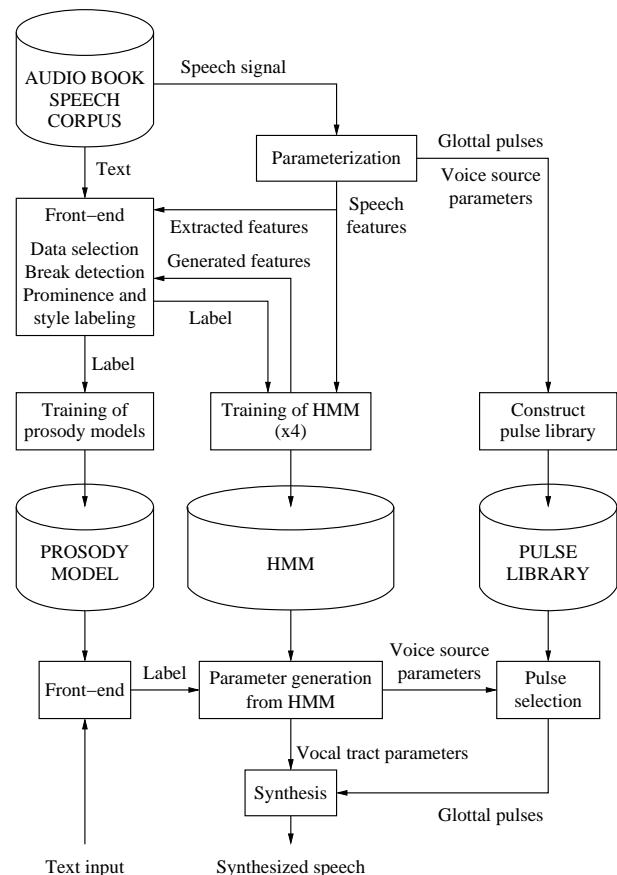 AUDIO BOOK
SPEECH
CORPUS
Speech signal
Text
Parameterization
Glottal pulses
Voice source
parameters
Front−end
Data selection
Break detection
Prominence and
style labeling
Extracted features
Speech
features
Generated features
Label
Label
Training of
prosody models
Training of HMM
(x4)
Construct
pulse library
PROSODY
MODEL
HMM
PULSE
LIBRARY
Front−end
Label
Parameter generation
from HMM
Voice source
parameters
Pulse
selection
Vocal tract parameters
Synthesis
Glottal pulses
Text input
Synthesized speech